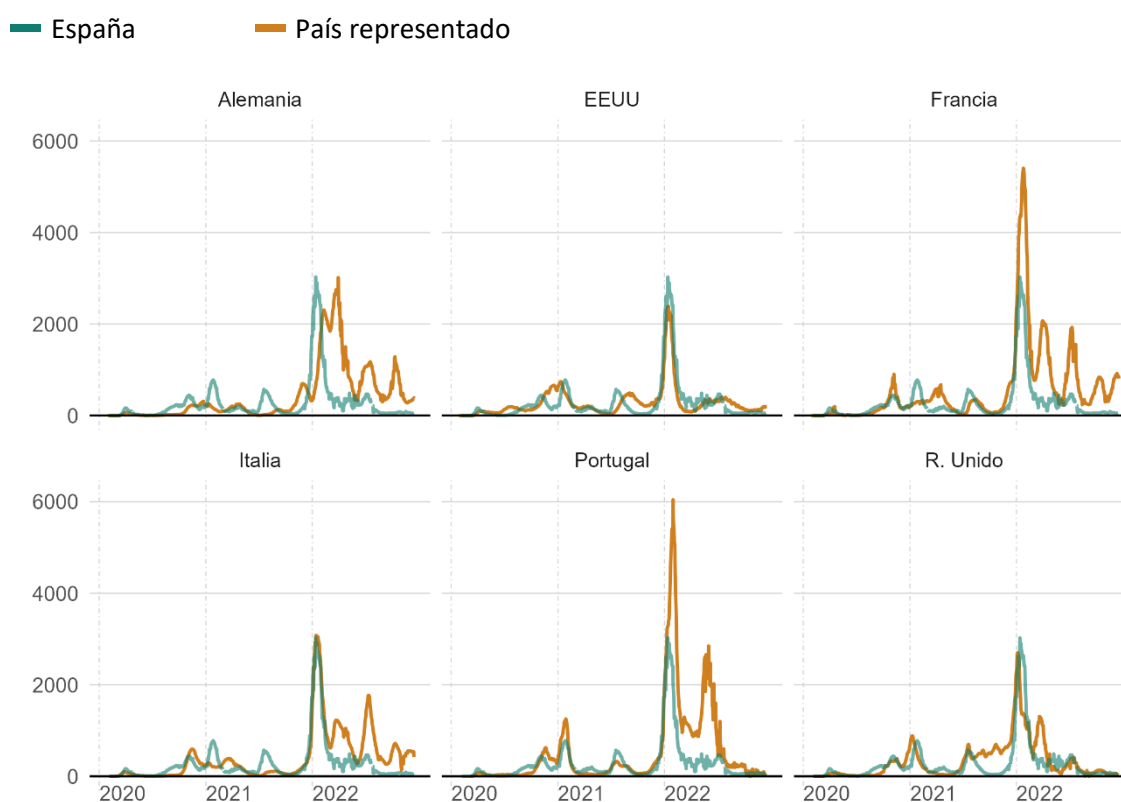 España País representado
Alemania EEUU Francia
6000
4000
2000
0
Italia Portugal R. Unido
6000
4000
2000
0
2020 2021 2022 2020 2021 2022 2020 2021 2022